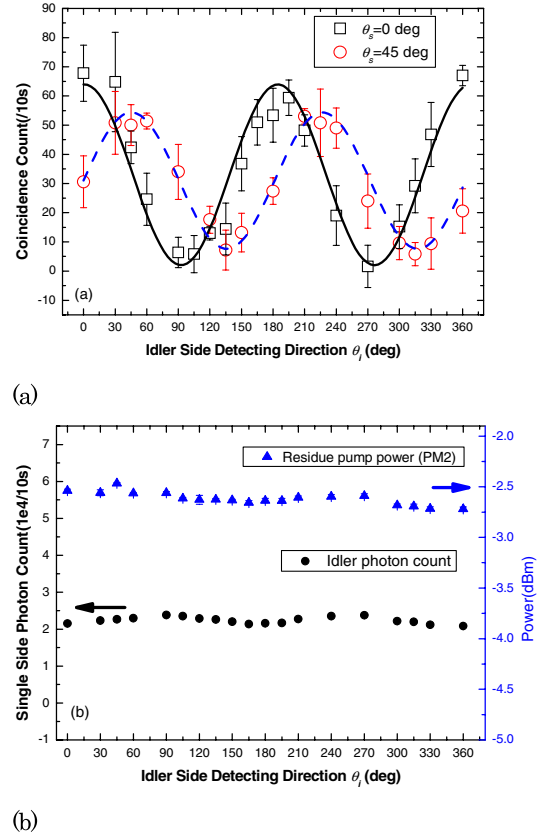 (a)
θs=0 deg
θs=45 deg
Coincidence Count(/10s)
100
90
80
70
60
50
40
30
20
10
0
-10
(a)
0 30 60 90 120 150 180 210 240 270 300 330 360
Idler Side Detecting Direction θi(deg)
(a)
Single Side Photon Count(1e4/10s)
7
6
5
4
3
2
1
0
-1
Residue pump power (PM2)
Idler photon count
(b)
-2.0
-2.5
-3.0
-3.5
-4.0
-4.5
-5.0
Power(dBm)
0 30 60 90 120 150 180 210 240 270 300 330 360
Idler Side Detecting Direction θi(deg)
(b)